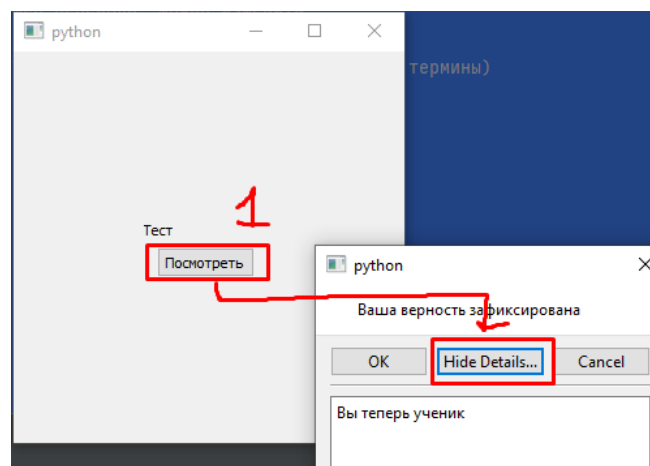 python
термины)
1
Тест
Посмотреть
python
Ваша верность зафиксирована
OK
Hide Details...
Cancel
Вы теперь ученик